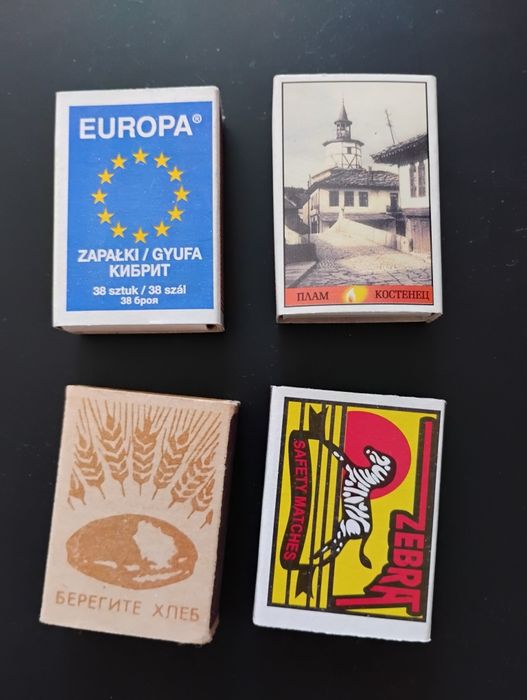 EUROPA®
ZAPAŁKI / GYUFA
КИБРИТ
38 sztuk / 38 szál
38 броя
ПЛАМ КОСТЕНЕЦ
БЕРЕГИТЕ ХЛЕБ
ZEBRA
SAFETY MATCHES